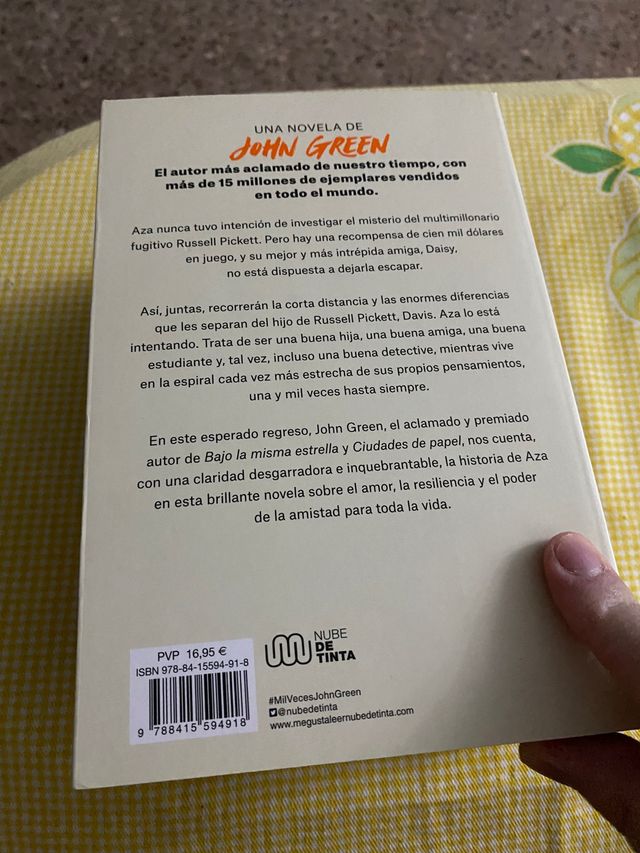 UNA NOVELA DE
JOHN GREEN
El autor más aclamado de nuestro tiempo, con
más de 15 millones de ejemplares vendidos
en todo el mundo.
Aza nunca tuvo intención de investigar el misterio del multimillonario
fugitivo Russell Pickett. Pero hay una recompensa de cien mil dólares
en juego, y su mejor y más intrépida amiga, Daisy,
no está dispuesta a dejarla escapar.
Así, juntas, recorrerán la corta distancia y las enormes diferencias
que les separan del hijo de Russell Pickett, Davis. Aza lo está
intentando. Trata de ser una buena hija, una buena amiga, una buena
estudiante y, tal vez, incluso una buena detective, mientras vive
en la espiral cada vez más estrecha de sus propios pensamientos,
una y mil veces hasta siempre.
En este esperado regreso, John Green, el aclamado y premiado
autor de Bajo la misma estrella y Ciudades de papel, nos cuenta,
con una claridad desgarradora e inquebrantable, la historia de Aza
en esta brillante novela sobre el amor, la resiliencia y el poder
de la amistad para toda la vida.
PVP 16,95 €
ISBN 978-84-15594-91-8
9 788415 594918
NUBE
DE
TINTA
#MilVecesJohnGreen
@nubedetinta
www.megustaleernubedetinta.com